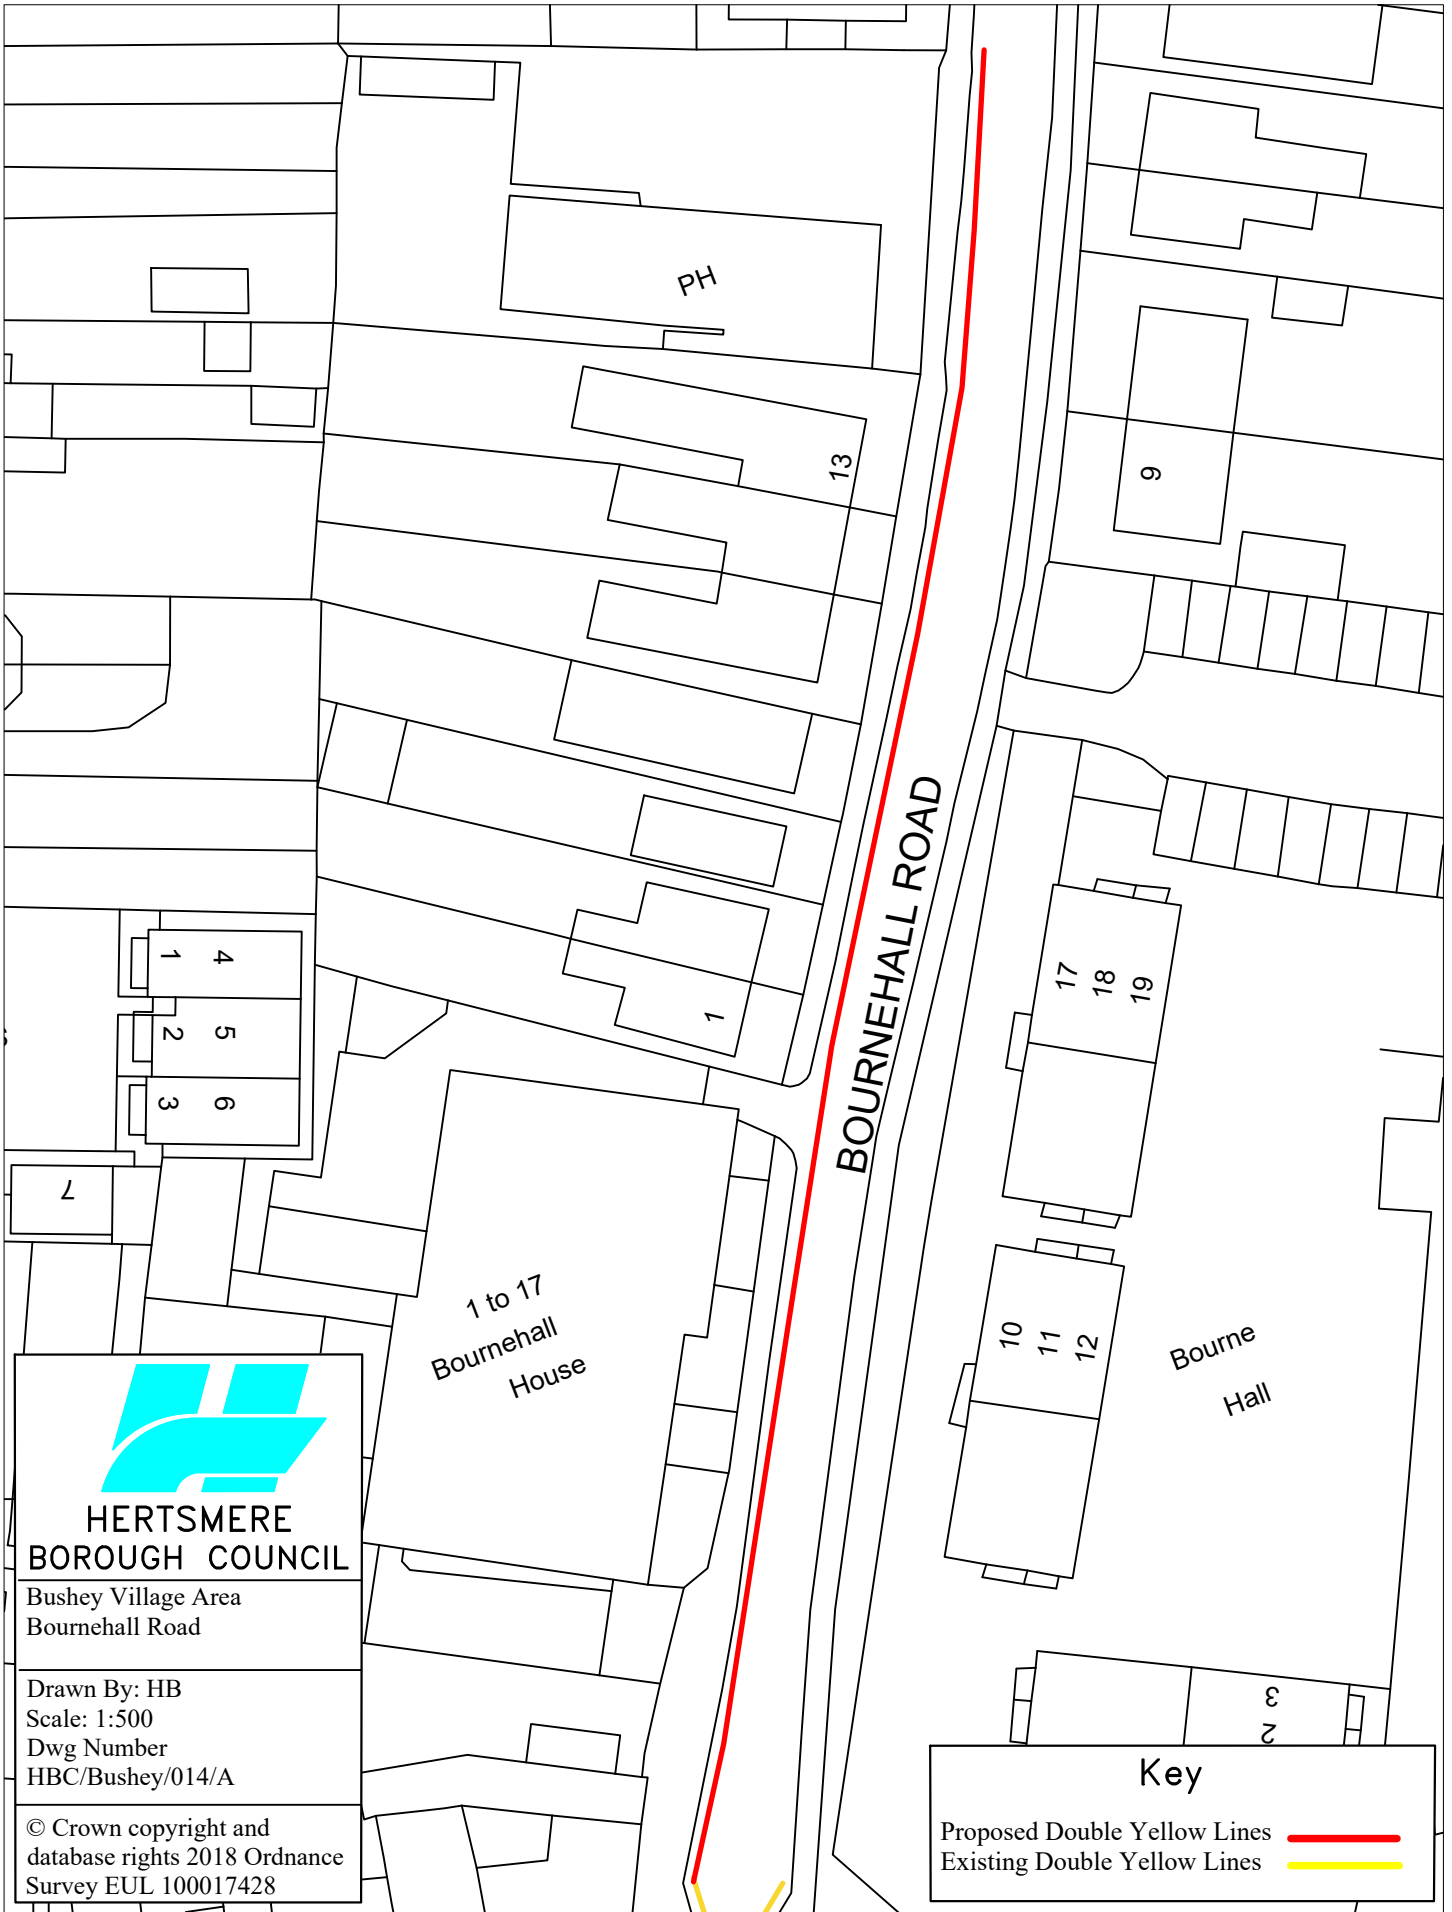 PH
13
9
BOURNEHALL ROAD
17
18
19
1
1 4
2 5
3 6
7
1 to 17
Bournehall
House
10
11
12
Bourne
Hall
3
2
HERTSMERE
BOROUGH COUNCIL
Bushey Village Area
Bournehall Road
Drawn By: HB
Scale: 1:500
Dwg Number
HBC/Bushey/014/A
© Crown copyright and
database rights 2018 Ordnance
Survey EUL 100017428
Key
Proposed Double Yellow Lines
Existing Double Yellow Lines